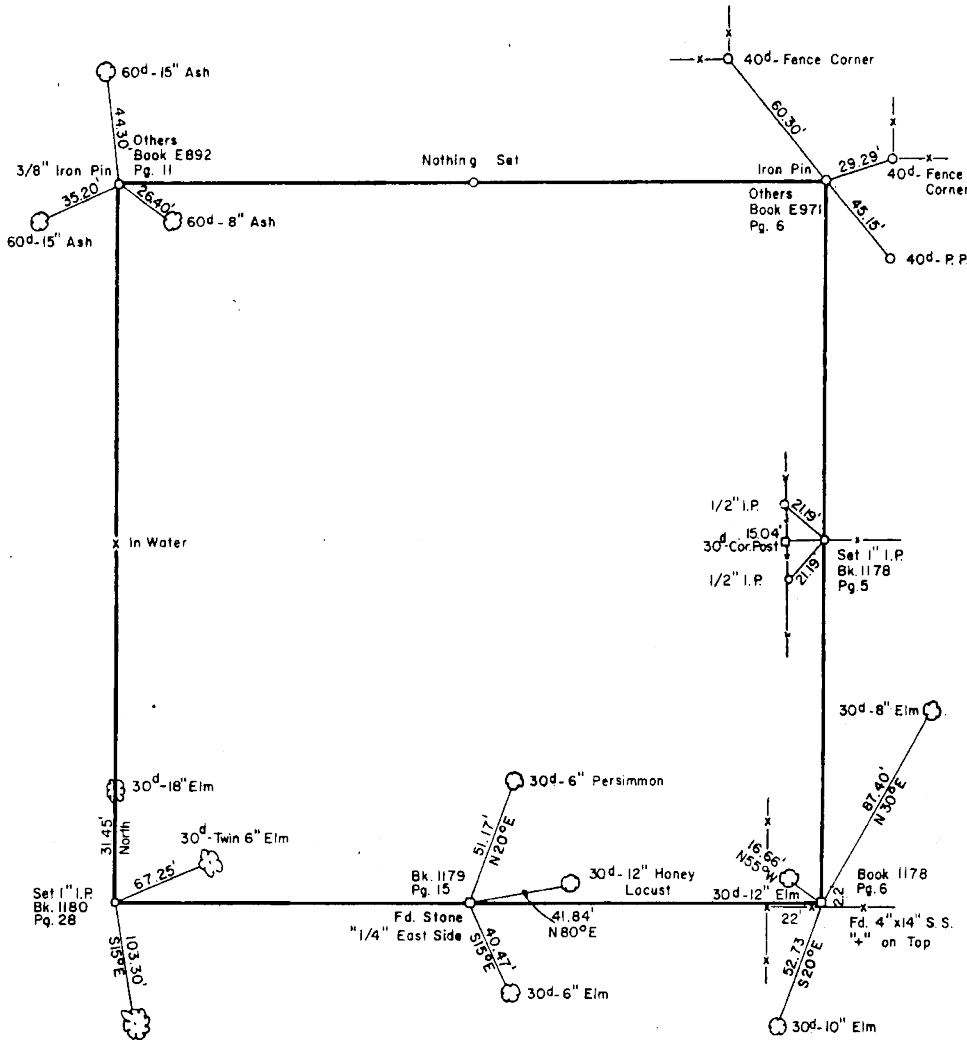 40ᵈ- Fence Corner
60ᵈ-15" Ash
60.30'
44.30'
Others
Book E892
Pg. 11
3/8" Iron Pin
Nothing Set
Iron Pin
29.29'
40ᵈ- Fence
Corner
35.20'
26.40'
60ᵈ-8" Ash
60ᵈ-15" Ash
Others
Book E971
Pg. 6
45.15'
40ᵈ- P.P.
1/2" I.P.
21.19'
15.04'
30ᵈ-Cor.Post
In Water
Set 1" I.P.
Bk. 1178
Pg. 5
1/2" I.P.
21.19'
30ᵈ-8" Elm
30ᵈ-18" Elm
30ᵈ-6" Persimmon
87.40'
N30°E
31.45'
North
30ᵈ-Twin 6" Elm
51.17'
N20°E
16.66'
N55°W
67.25'
Bk. 1179
Pg. 15
30ᵈ-12" Honey
Locust
30ᵈ-12" Elm
Book 1178
Pg. 6
2.2
Set 1" I.P.
Bk. 1180
Pg. 28
Fd. Stone
"1/4" East Side
41.84'
N80°E
22'
Fd. 4"x14" S.S.
"+" on Top
103.30'
S15°E
40.47'
S15°E
52.73
S20°E
30ᵈ-6" Elm
30ᵈ-10" Elm